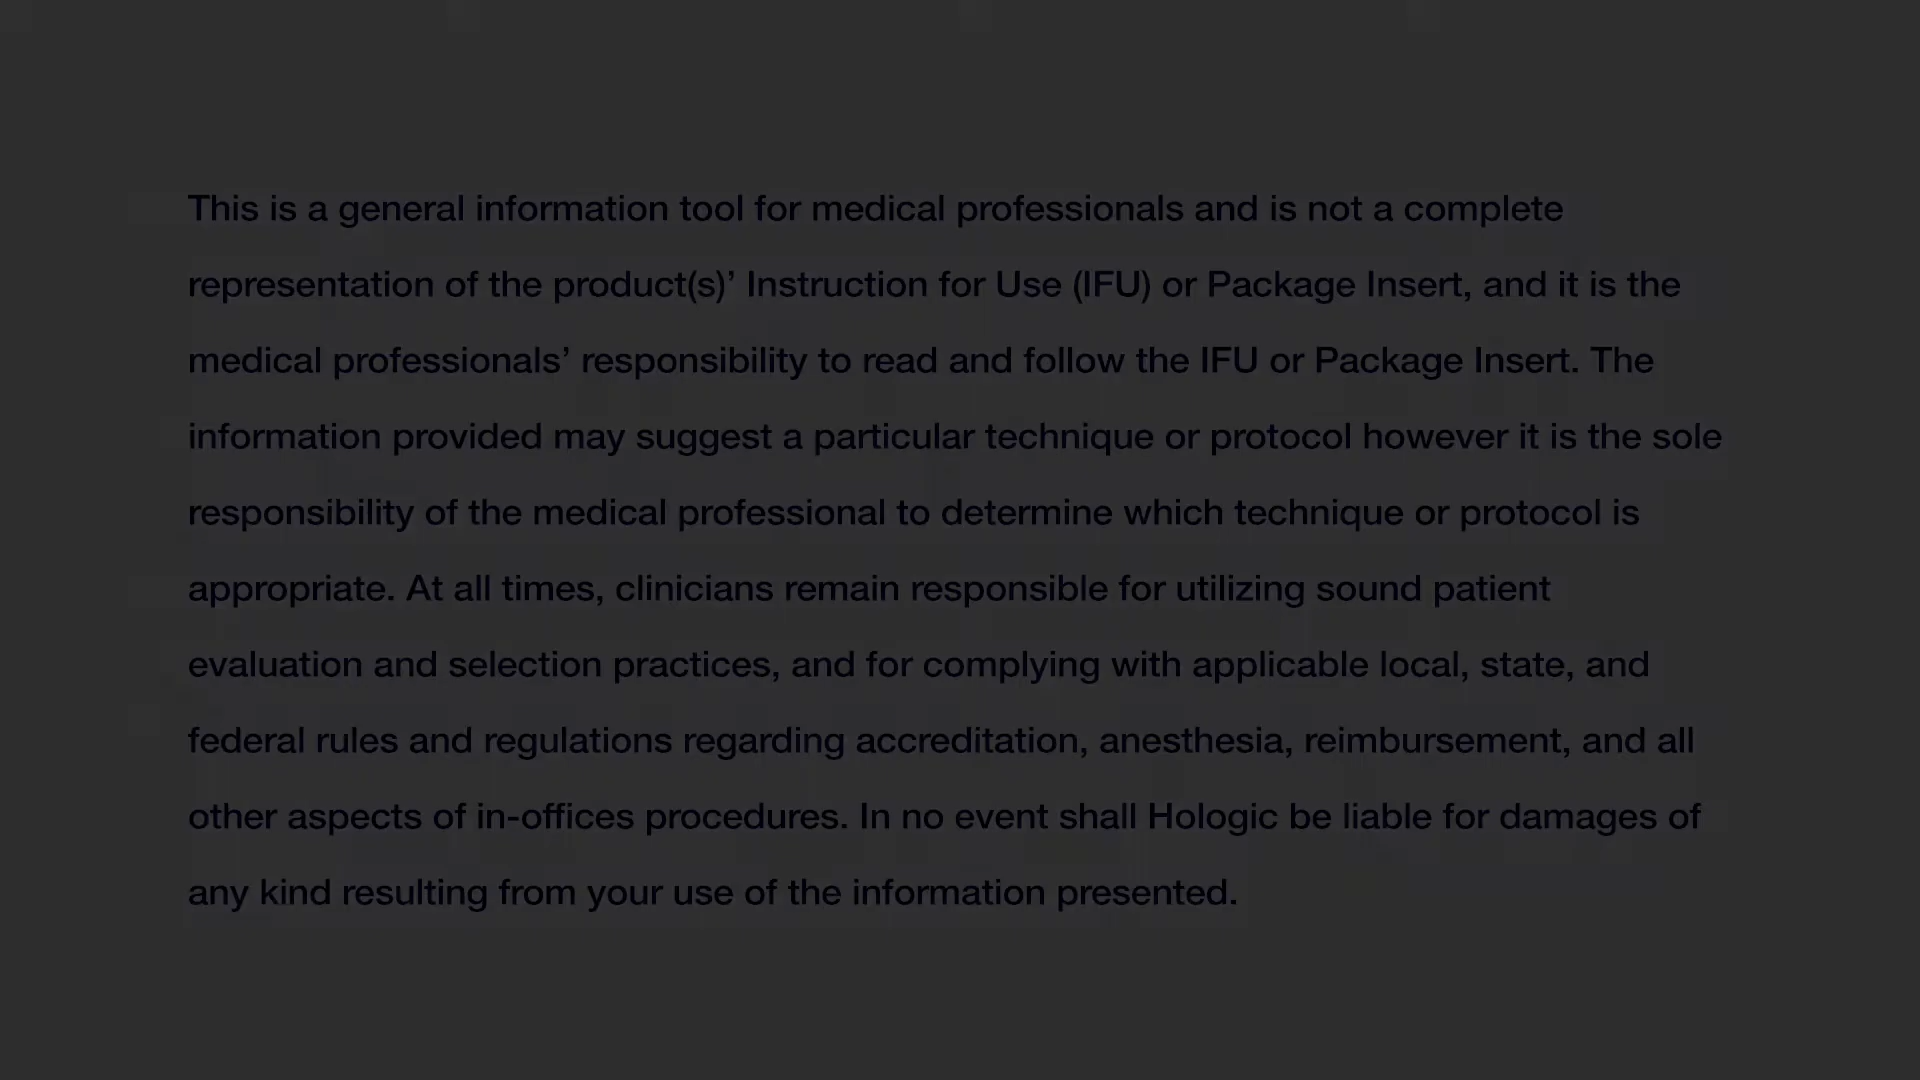 This is a general information tool for medical professionals and is not a complete
representation of the product(s)’ Instruction for Use (IFU) or Package Insert, and it is the
medical professionals’ responsibility to read and follow the IFU or Package Insert. The
information provided may suggest a particular technique or protocol however it is the sole
responsibility of the medical professional to determine which technique or protocol is
appropriate. At all times, clinicians remain responsible for utilizing sound patient
evaluation and selection practices, and for complying with applicable local, state, and
federal rules and regulations regarding accreditation, anesthesia, reimbursement, and all
other aspects of in-offices procedures. In no event shall Hologic be liable for damages of
any kind resulting from your use of the information presented.